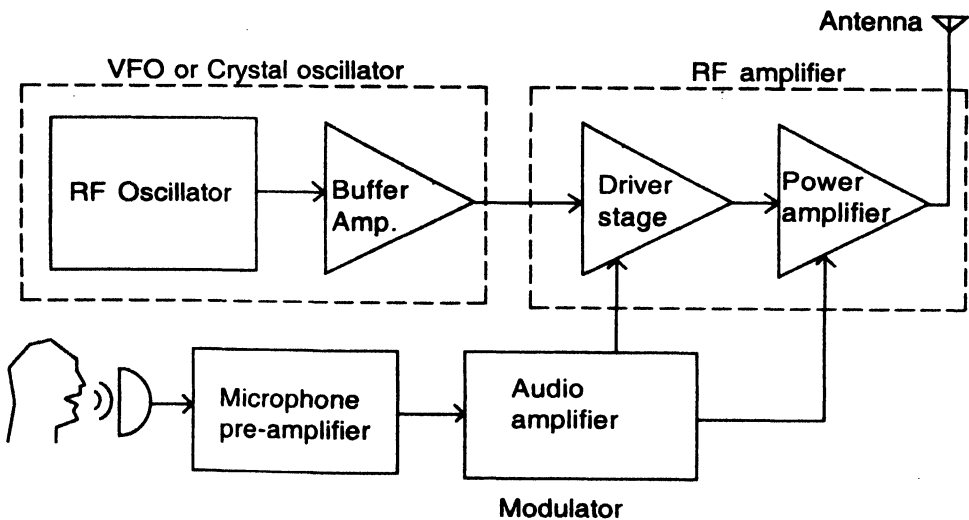 Antenna
VFO or Crystal oscillator
RF amplifier
RF Oscillator
Buffer
Amp.
Driver
stage
Power
amplifier
Microphone
pre-amplifier
Audio
amplifier
Modulator